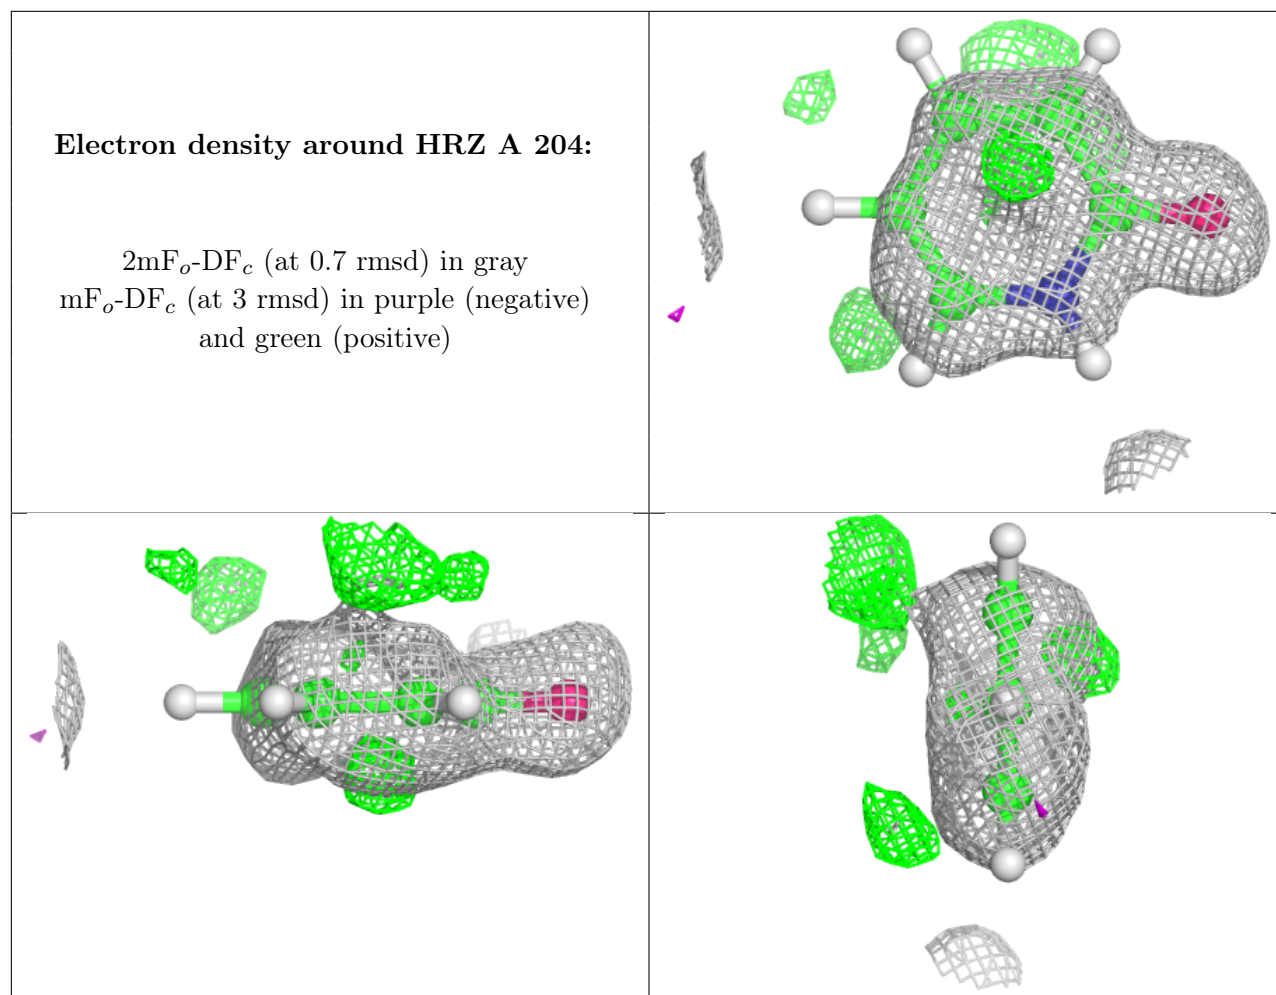 Electron density around HRZ A 204:
2mFo-DFc (at 0.7 rmsd) in gray
mFo-DFc (at 3 rmsd) in purple (negative)
and green (positive)